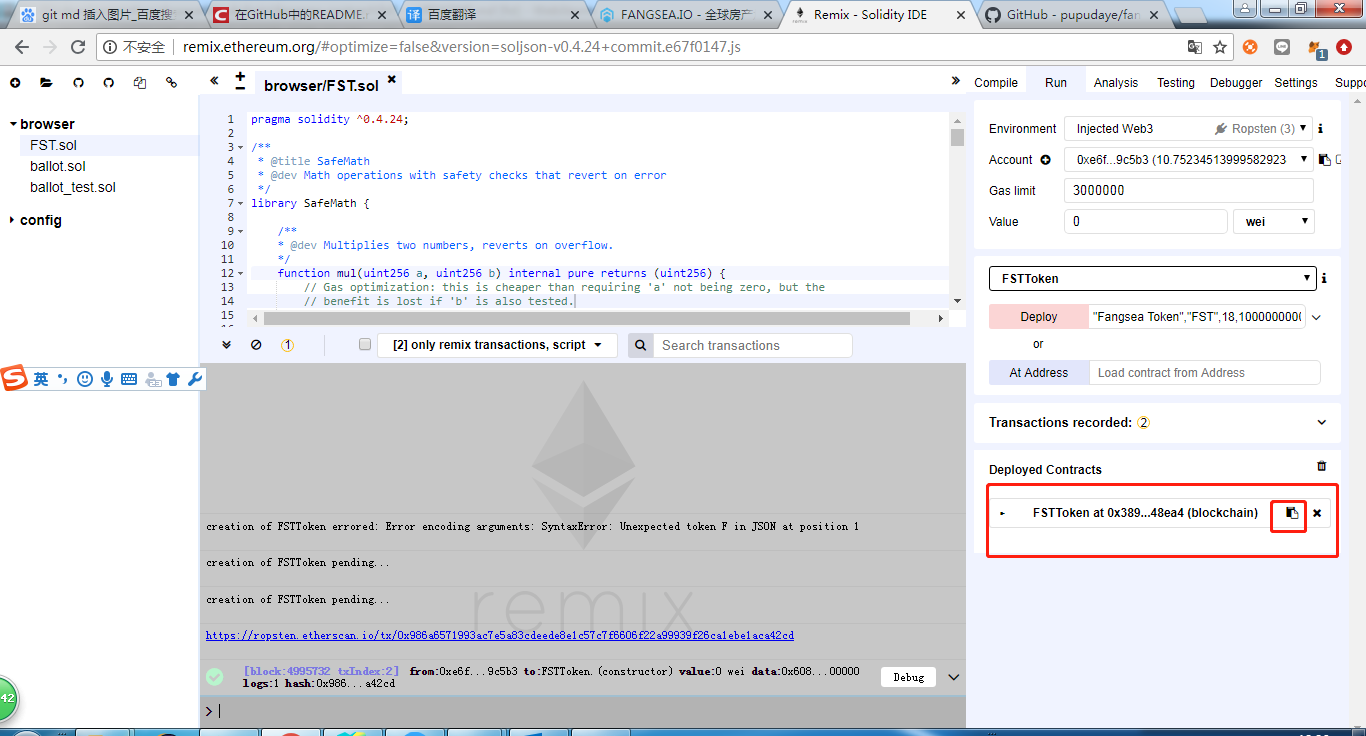 git md 插入图片_百度搜
在GitHub中的README.
百度翻译
FANGSEA.IO - 全球房产
Remix - Solidity IDE
GitHub - pupudaye/fan
不安全 remix.ethereum.org/#optimize=false&version=soljson-v0.4.24+commit.e67f0147.js
1
browser
FST.sol
ballot.sol
ballot_test.sol
config
browser/FST.sol
1 pragma solidity ^0.4.24;
2
3 /**
4 * @title SafeMath
5 * @dev Math operations with safety checks that revert on error
6 */
7 library SafeMath {
8
9 /**
10 * @dev Multiplies two numbers, reverts on overflow.
11 */
12 function mul(uint256 a, uint256 b) internal pure returns (uint256) {
13 // Gas optimization: this is cheaper than requiring 'a' not being zero, but the
14 // benefit is lost if 'b' is also tested.
15
1 [2] only remix transactions, script Search transactions
英
remix
creation of FSTToken errored: Error encoding arguments: SyntaxError: Unexpected token F in JSON at position 1
creation of FSTToken pending...
creation of FSTToken pending...
https://ropsten.etherscan.io/tx/0x986a6571993ac7e5a83cdeede8e1c57c7f6606f22a99939f26ca1ebe1aca42cd
[block:4995732 txIndex:2] from:0xe6f...9c5b3 to:FSTToken.(constructor) value:0 wei data:0x608...00000
logs:1 hash:0x986...a42cd
Debug
>
42
Compile Run Analysis Testing Debugger Settings Suppo
Environment Injected Web3 Ropsten (3)
Account 0xe6f...9c5b3 (10.75234513999582923
Gas limit 3000000
Value 0 wei
FSTToken
Deploy "Fangsea Token","FST",18,1000000000
or
At Address Load contract from Address
Transactions recorded: 2
Deployed Contracts
FSTToken at 0x389...48ea4 (blockchain)